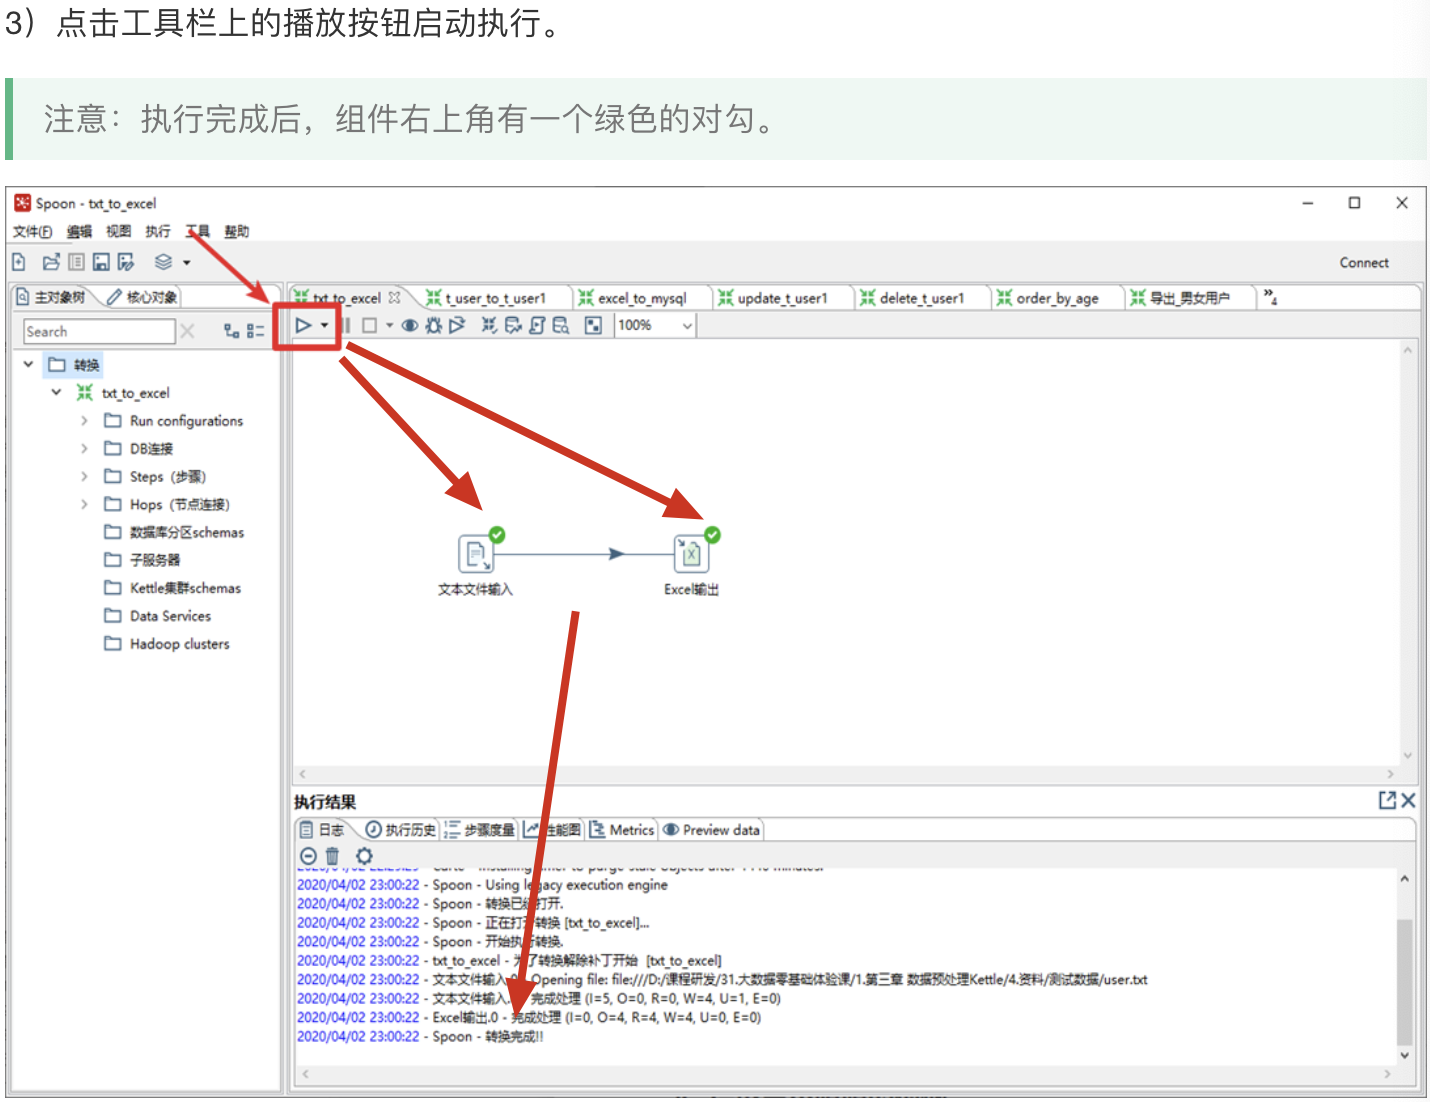 3）点击工具栏上的播放按钮启动执行。
注意：执行完成后，组件右上角有一个绿色的对勾。
Spoon - txt_to_excel
文件(F) 编辑 视图 执行 工具 帮助
Connect
主对象树 核心对象
txt_to_excel t_user_to_t_user1 excel_to_mysql update_t_user1 delete_t_user1 order_by_age 导出_男女用户 »4
Search
100%
转换
txt_to_excel
Run configurations
DB连接
Steps（步骤）
Hops（节点连接）
数据库分区schemas
子服务器
Kettle集群schemas
Data Services
Hadoop clusters
文本文件输入
Excel输出
执行结果
日志 执行历史 步骤度量 性能图 Metrics Preview data
2020/04/02 23:00:22 - Spoon - Using legacy execution engine
2020/04/02 23:00:22 - Spoon - 转换已经打开.
2020/04/02 23:00:22 - Spoon - 正在打开转换 [txt_to_excel]...
2020/04/02 23:00:22 - Spoon - 开始执行转换.
2020/04/02 23:00:22 - txt_to_excel - 为了转换解除补丁开始 [txt_to_excel]
2020/04/02 23:00:22 - 文本文件输入.0 - Opening file: file:///D:/课程研发/31.大数据零基础体验课/1.第三章 数据预处理Kettle/4.资料/测试数据/user.txt
2020/04/02 23:00:22 - 文本文件输入.0 - 完成处理 (I=5, O=0, R=0, W=4, U=1, E=0)
2020/04/02 23:00:22 - Excel输出.0 - 完成处理 (I=0, O=4, R=4, W=4, U=0, E=0)
2020/04/02 23:00:22 - Spoon - 转换完成!!